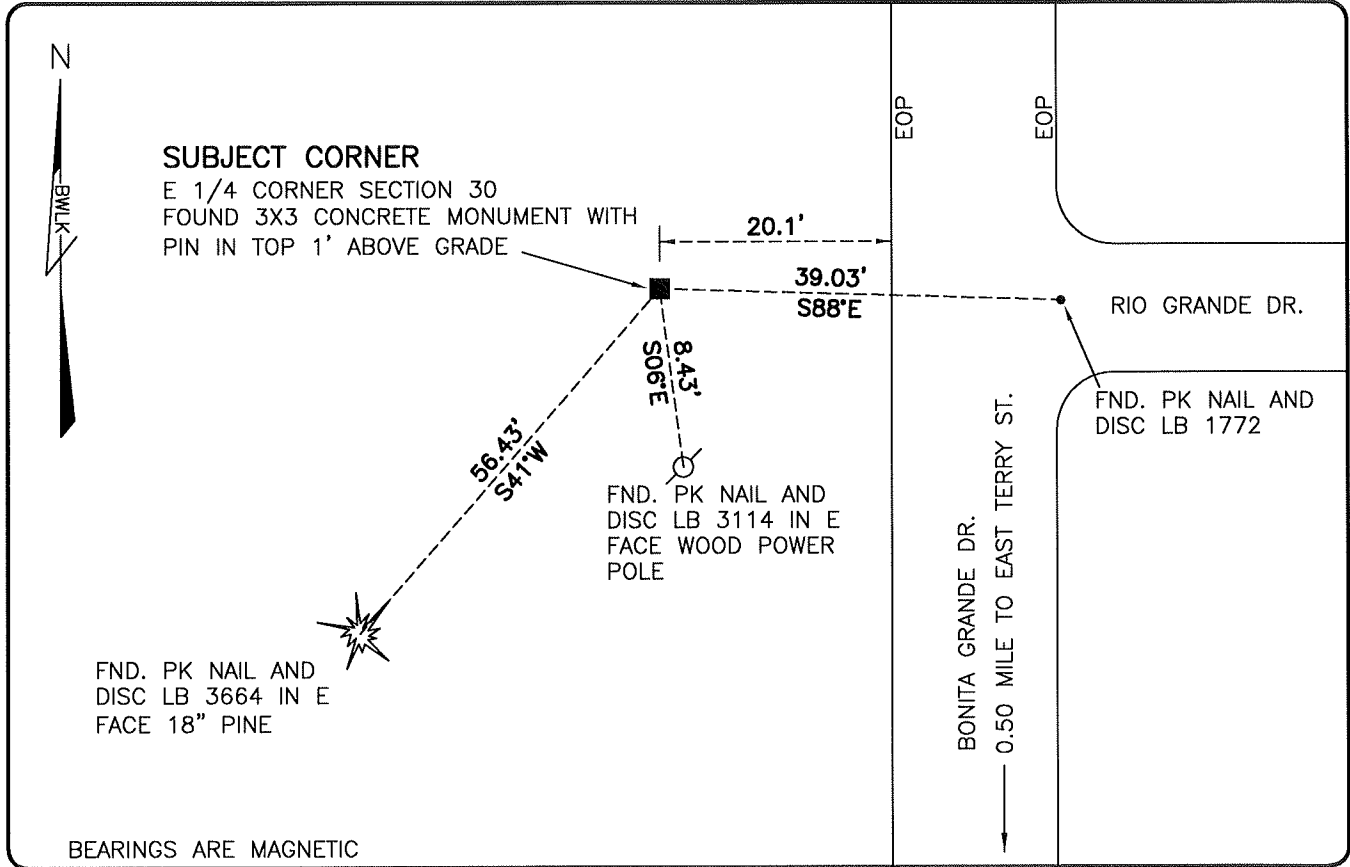 N
BWLK
SUBJECT CORNER
E 1/4 CORNER SECTION 30
FOUND 3X3 CONCRETE MONUMENT WITH
PIN IN TOP 1' ABOVE GRADE
EOP
EOP
20.1'
39.03'
S88°E
RIO GRANDE DR.
8.43'
S06°E
56.43'
S41°W
FND. PK NAIL AND
DISC LB 1772
FND. PK NAIL AND
DISC LB 3114 IN E
FACE WOOD POWER
POLE
BONITA GRANDE DR.
0.50 MILE TO EAST TERRY ST.
FND. PK NAIL AND
DISC LB 3664 IN E
FACE 18" PINE
BEARINGS ARE MAGNETIC